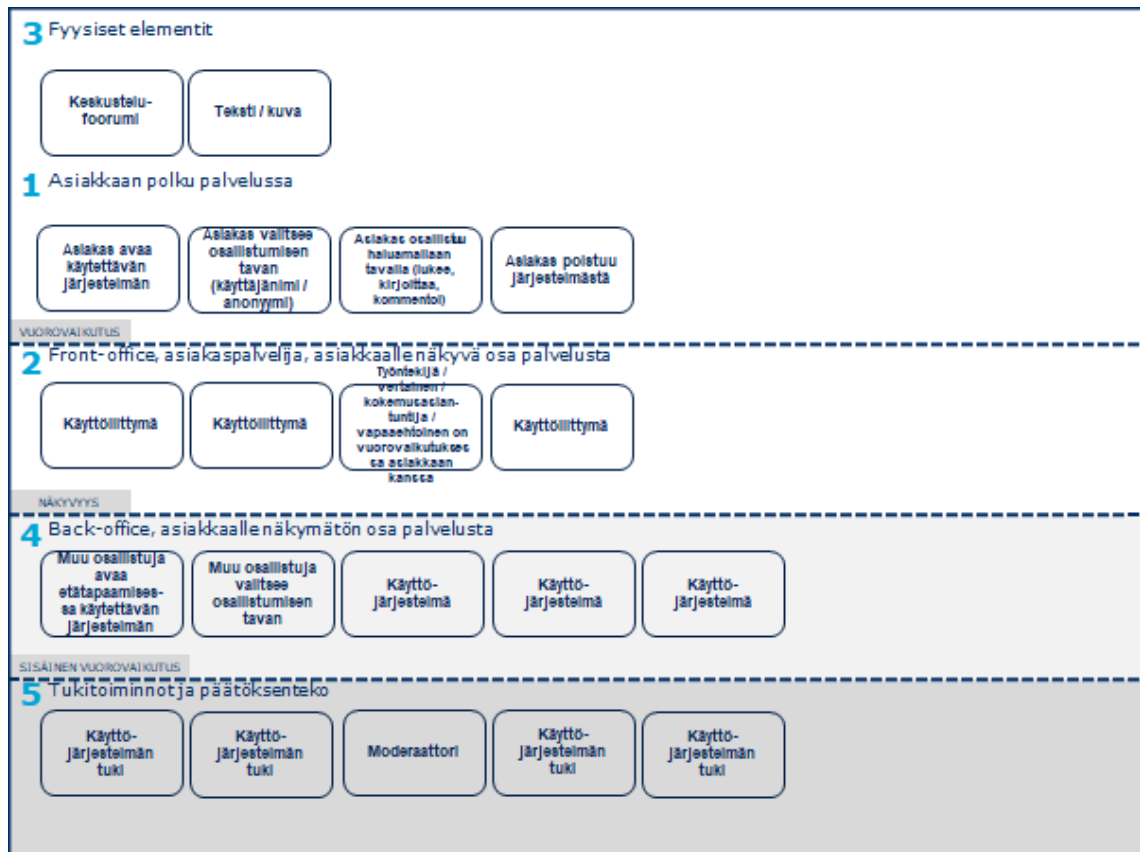 3 Fyysiset elementit
Keskustelu-
foorumi
Teksti / kuva
1 Asiakkaan polku palvelussa
Asiakas avaa
käytettävän
järjestelmän
Asiakas valitsee
osallistumisen
tavan
(käyttäjänimi /
anonyymi)
Asiakas osallistuu
haluamallaan
tavalla (lukee,
kirjoittaa,
kommentoi)
Asiakas poistuu
järjestelmästä
VUOROVAIKUTUS
2 Front-office, asiakaspalvelija, asiakkaalle näkyvä osa palvelusta
Käyttöliittymä
Käyttöliittymä
Työntekijä /
vertainen /
kokemusasian-
tuntija /
vapaaehtoinen on
vuorovaikutukses
sa asiakkaan
kanssa
Käyttöliittymä
NÄKYVYYS
4 Back-office, asiakkaalle näkymätön osa palvelusta
Muu osallistuja
avaa
etätapaamises-
sa käytettävän
järjestelmän
Muu osallistuja
valitsee
osallistumisen
tavan
Käyttö-
järjestelmä
Käyttö-
järjestelmä
Käyttö-
järjestelmä
SISÄINEN VUOROVAIKUTUS
5 Tukitoiminnot ja päätöksenteko
Käyttö-
järjestelmän
tuki
Käyttö-
järjestelmän
tuki
Moderaattori
Käyttö-
järjestelmän
tuki
Käyttö-
järjestelmän
tuki